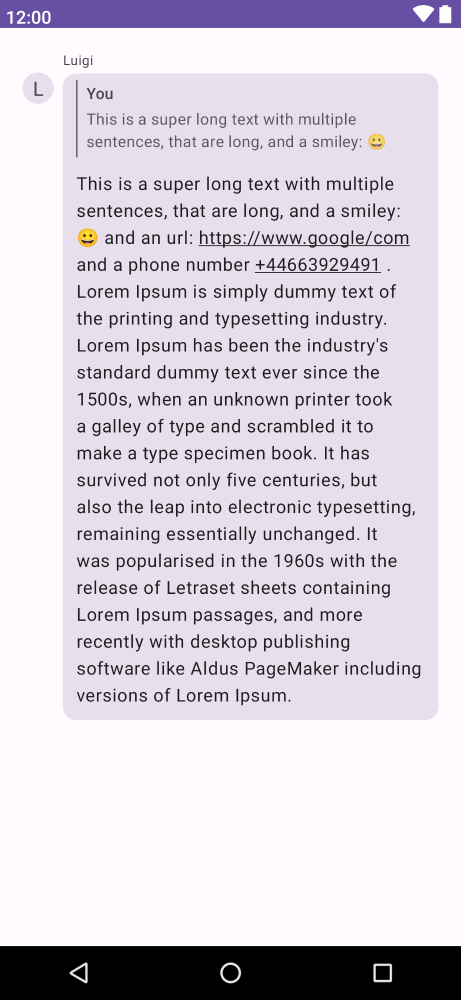 12:00
Luigi
L
You
This is a super long text with multiple
sentences, that are long, and a smiley: 😀
This is a super long text with multiple
sentences, that are long, and a smiley:
😀 and an url: https://www.google/com
and a phone number +44663929491 .
Lorem Ipsum is simply dummy text of
the printing and typesetting industry.
Lorem Ipsum has been the industry's
standard dummy text ever since the
1500s, when an unknown printer took
a galley of type and scrambled it to
make a type specimen book. It has
survived not only five centuries, but
also the leap into electronic typesetting,
remaining essentially unchanged. It
was popularised in the 1960s with the
release of Letraset sheets containing
Lorem Ipsum passages, and more
recently with desktop publishing
software like Aldus PageMaker including
versions of Lorem Ipsum.